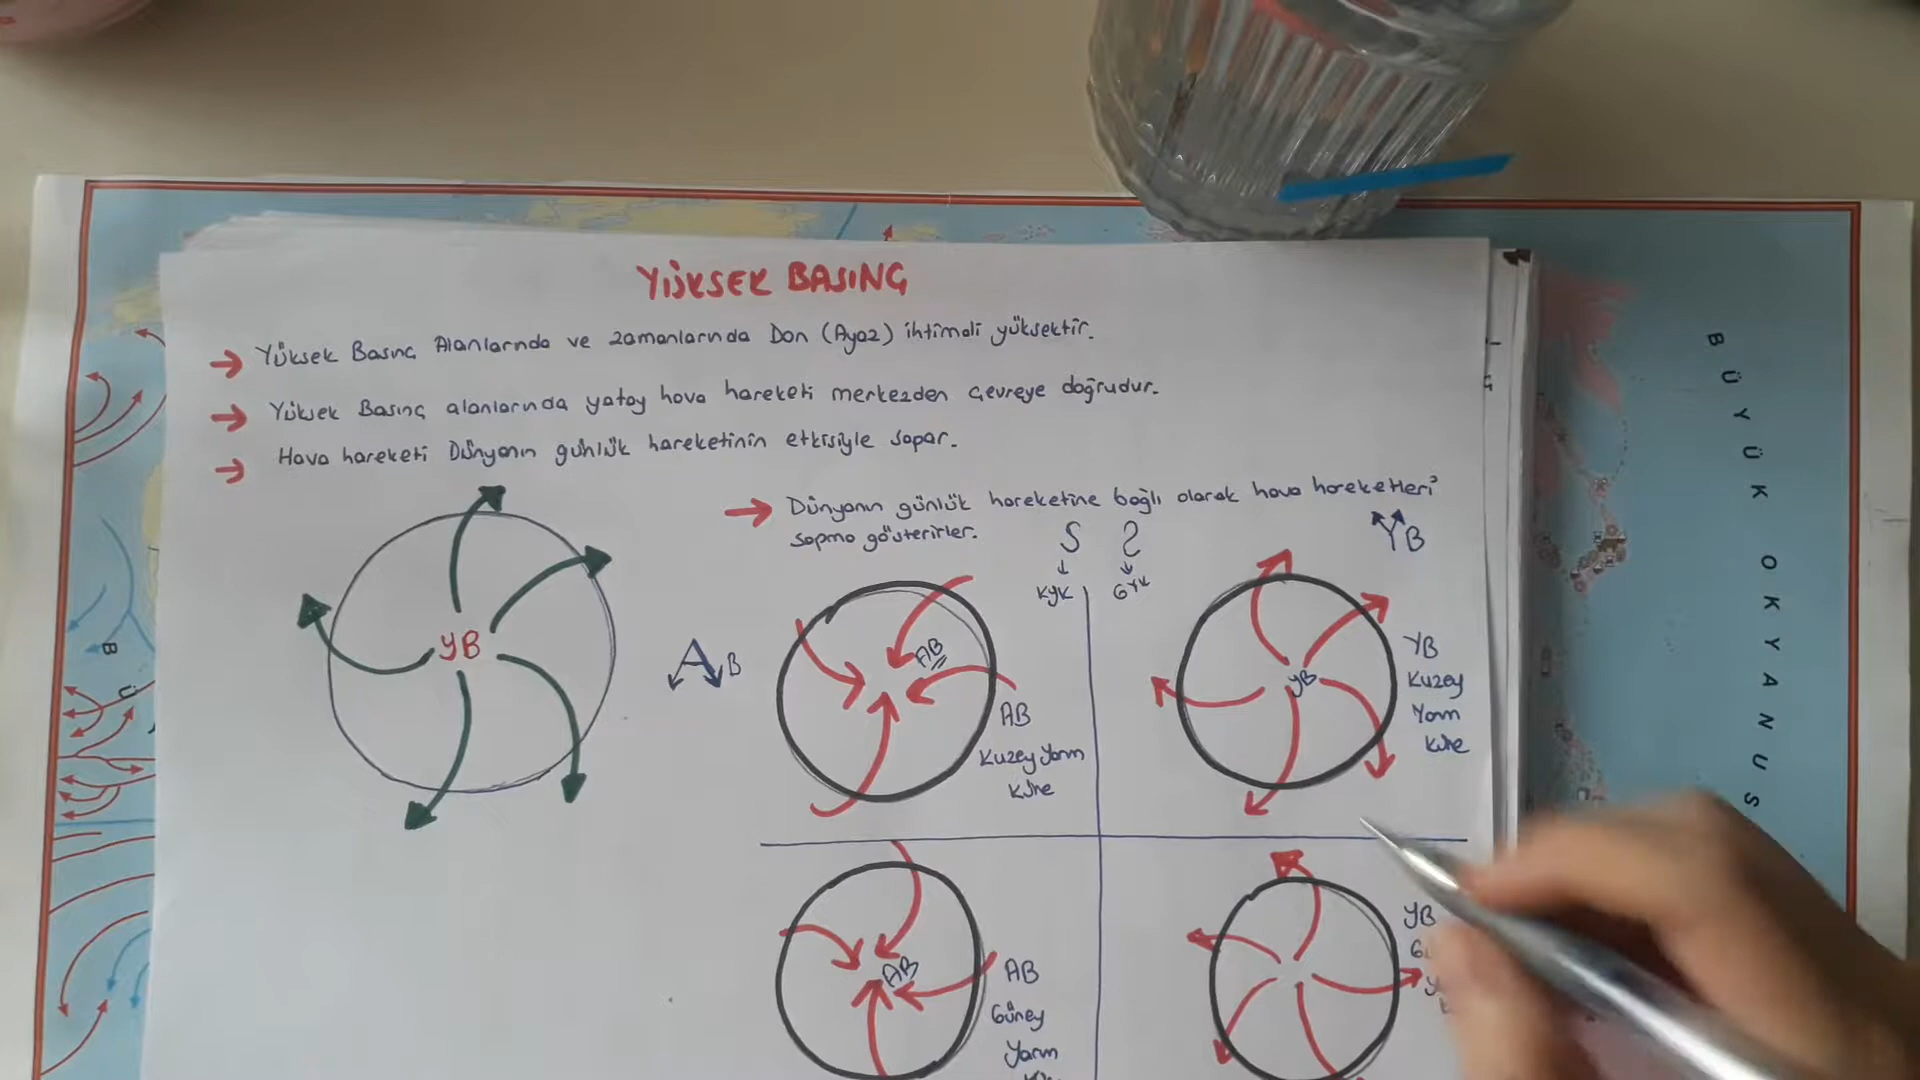 YÜKSEK BASINÇ
→ Yüksek Basınç Alanlarında ve zamanlarında Don (Ayaz) ihtimali yüksektir.
→ Yüksek Basınç alanlarında yatay hava hareketi merkezden çevreye doğrudur.
→ Hava hareketi Dünyanın günlük hareketinin etkisiyle sapar.
→ Dünyanın günlük hareketine bağlı olarak hava hareketleri
sapma gösterirler.
S
KYK
GYK
YB
YB
AB
AB
AB
Kuzey Yarım
Küre
YB
YB
Kuzey
Yarım
Küre
AB
AB
Güney
Yarım
YB
B
Ü
BÜYÜK OKYANUS